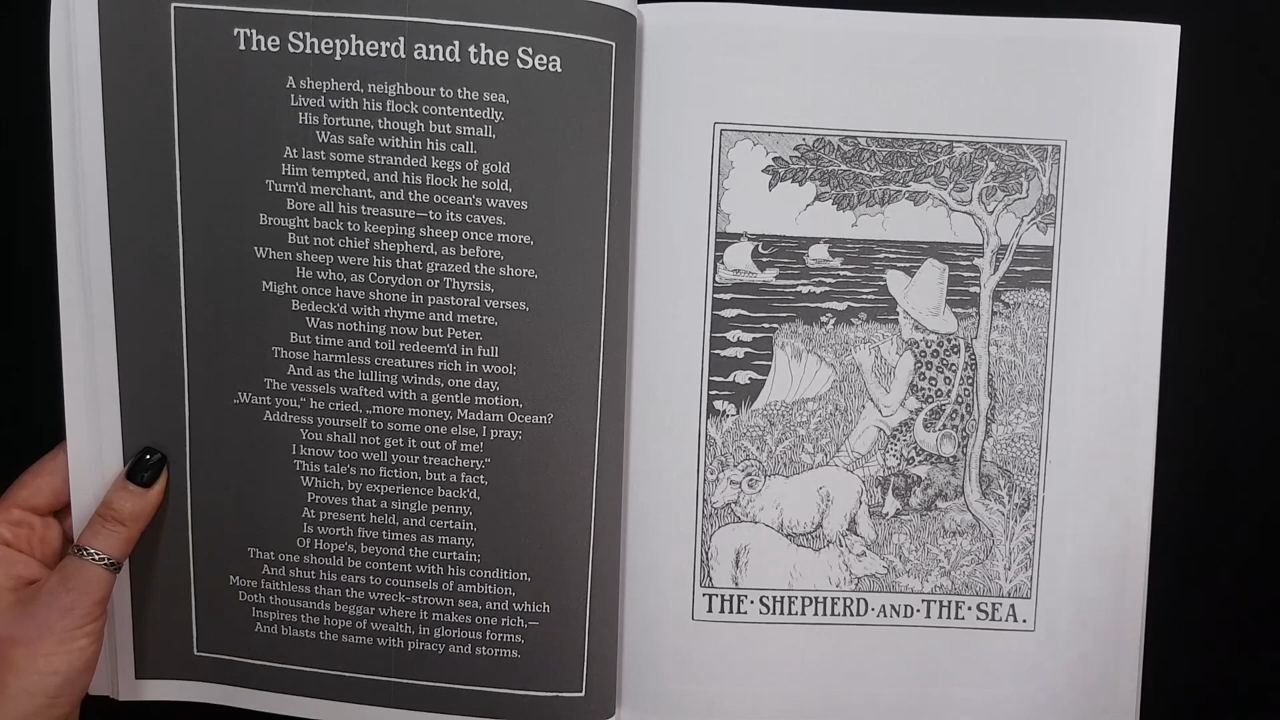 The Shepherd and the Sea
A shepherd, neighbour to the sea,
Lived with his flock contentedly.
His fortune, though but small,
Was safe within his call.
At last some stranded kegs of gold
Him tempted, and his flock he sold,
Turn'd merchant, and the ocean's waves
Bore all his treasure—to its caves.
Brought back to keeping sheep once more,
But not chief shepherd, as before,
When sheep were his that grazed the shore,
He who, as Corydon or Thyrsis,
Might once have shone in pastoral verses,
Bedeck'd with rhyme and metre,
Was nothing now but Peter.
But time and toil redeem'd in full
Those harmless creatures rich in wool;
And as the lulling winds, one day,
The vessels wafted with a gentle motion,
„Want you,“ he cried, „more money, Madam Ocean?
Address yourself to some one else, I pray;
You shall not get it out of me!
I know too well your treachery.“
This tale's no fiction, but a fact,
Which, by experience back'd,
Proves that a single penny,
At present held, and certain,
Is worth five times as many,
Of Hope's, beyond the curtain;
That one should be content with his condition,
And shut his ears to counsels of ambition,
More faithless than the wreck-strown sea, and which
Doth thousands beggar where it makes one rich,—
Inspires the hope of wealth, in glorious forms,
And blasts the same with piracy and storms.
THE·SHEPHERD·AND·THE·SEA.